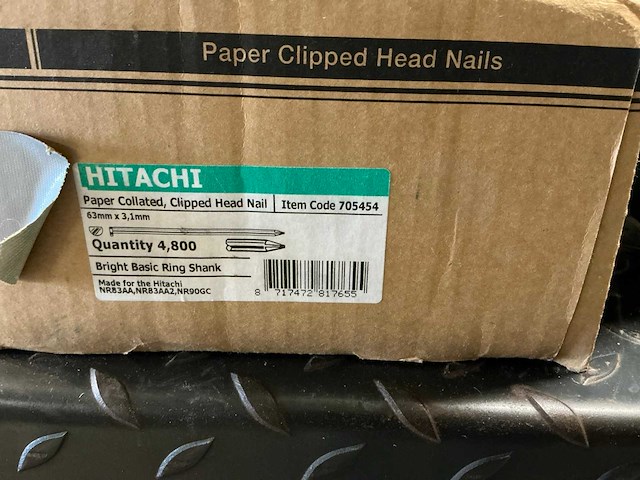 Paper Clipped Head Nails
HITACHI
Paper Collated, Clipped Head Nail Item Code 705454
63mm x 3,1mm
Quantity 4,800
Bright Basic Ring Shank
Made for the Hitachi
NR83AA,NR83AA2,NR90GC
8 717472 817655